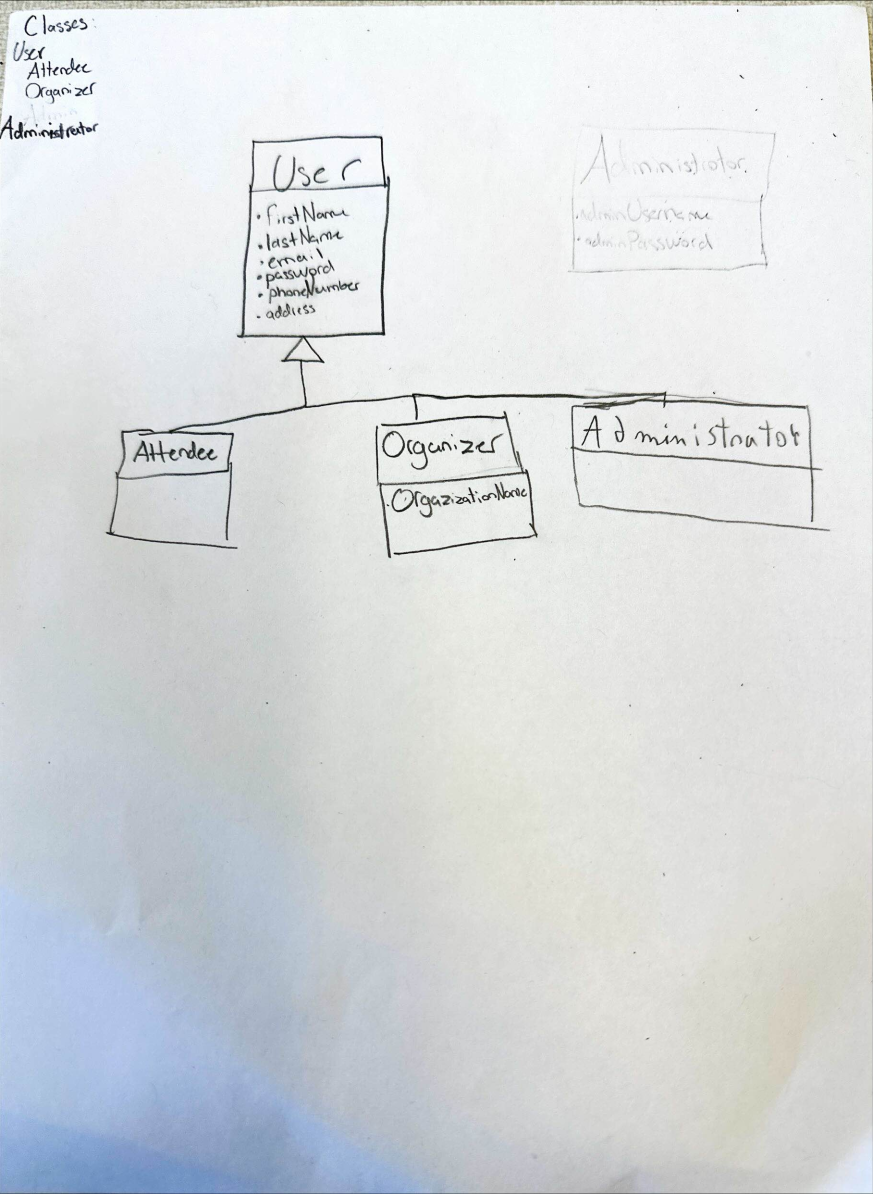 Classes:
User
Attendee
Organizer
Admin
Administrator
User
• firstName
• lastName
• email
• password
• phoneNumber
• address
Administrator
• adminUsername
• adminPassword
Attendee
Organizer
• OrgazizationName
Administrator